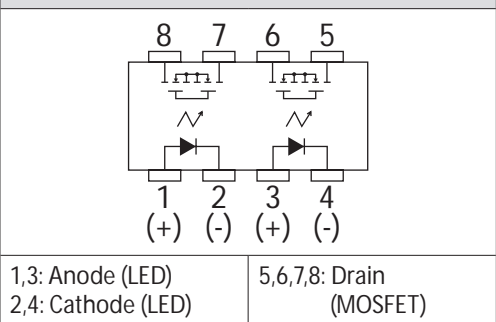 8 7 6 5
1 2 3 4
(+) (-) (+) (-)
1,3: Anode (LED)
2,4: Cathode (LED)
5,6,7,8: Drain
(MOSFET)